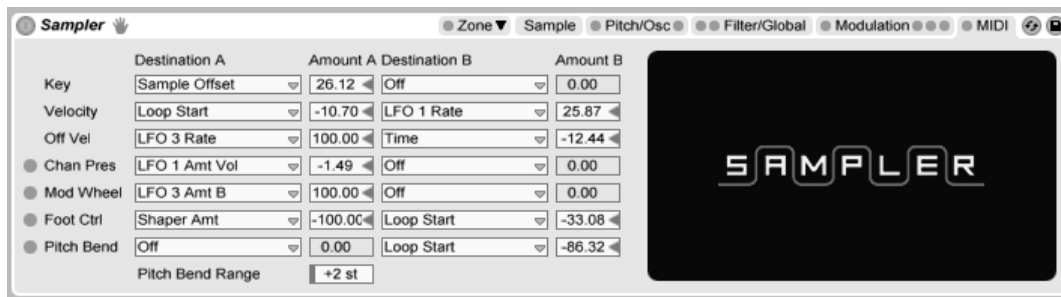 Sampler Zone Sample Pitch/Osc Filter/Global Modulation MIDI
Destination A Amount A Destination B Amount B
Key Sample Offset 26.12 Off 0.00
Velocity Loop Start -10.70 LFO 1 Rate 25.87
Off Vel LFO 3 Rate 100.00 Time -12.44
Chan Pres LFO 1 Amt Vol -1.49 Off 0.00
Mod Wheel LFO 3 Amt B 100.00 Off 0.00
Foot Ctrl Shaper Amt -100.00 Loop Start -33.08
Pitch Bend Off 0.00 Loop Start -86.32
Pitch Bend Range +2 st
SAMPLER